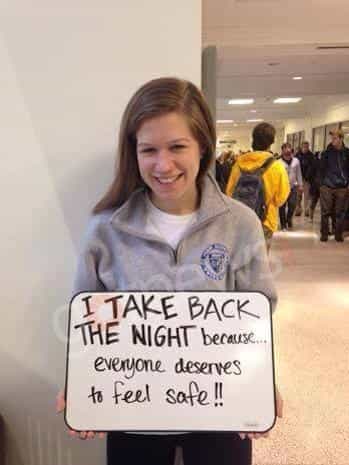 I TAKE BACK
THE NIGHT because...
everyone deserves
to feel safe!!